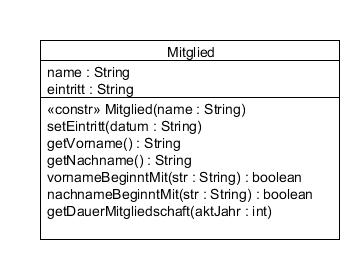 Mitglied
name : String
eintritt : String
«constr» Mitglied(name : String)
setEintritt(datum : String)
getVorname() : String
getNachname() : String
vornameBeginntMit(str : String) : boolean
nachnameBeginntMit(str : String) : boolean
getDauerMitgliedschaft(aktJahr : int)